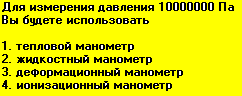 Для измерения давления 10000000 Па
Вы будете использовать
1. тепловой манометр
2. жидкостный манометр
3. деформационный манометр
4. ионизационный манометр